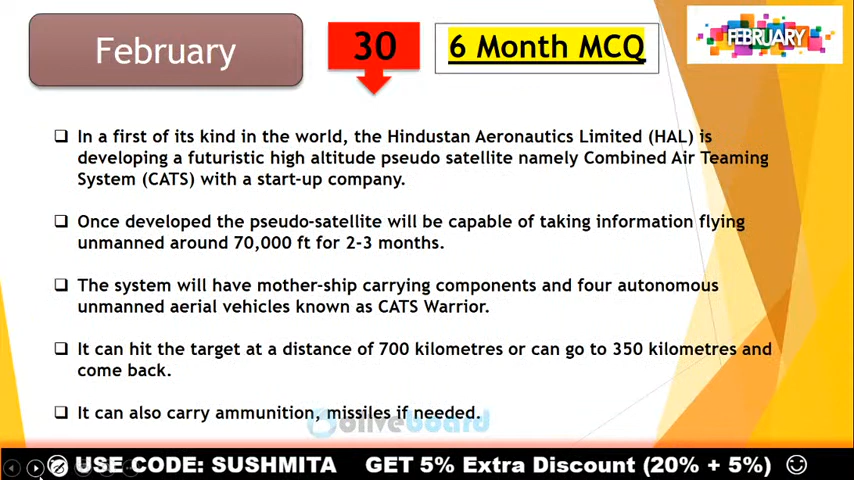 February
30
6 Month MCQ
FEBRUARY
❑ In a first of its kind in the world, the Hindustan Aeronautics Limited (HAL) is
developing a futuristic high altitude pseudo satellite namely Combined Air Teaming
System (CATS) with a start-up company.
❑ Once developed the pseudo-satellite will be capable of taking information flying
unmanned around 70,000 ft for 2-3 months.
❑ The system will have mother-ship carrying components and four autonomous
unmanned aerial vehicles known as CATS Warrior.
❑ It can hit the target at a distance of 700 kilometres or can go to 350 kilometres and
come back.
❑ It can also carry ammunition, missiles if needed.
oliveboard
USE CODE: SUSHMITA GET 5% Extra Discount (20% + 5%)